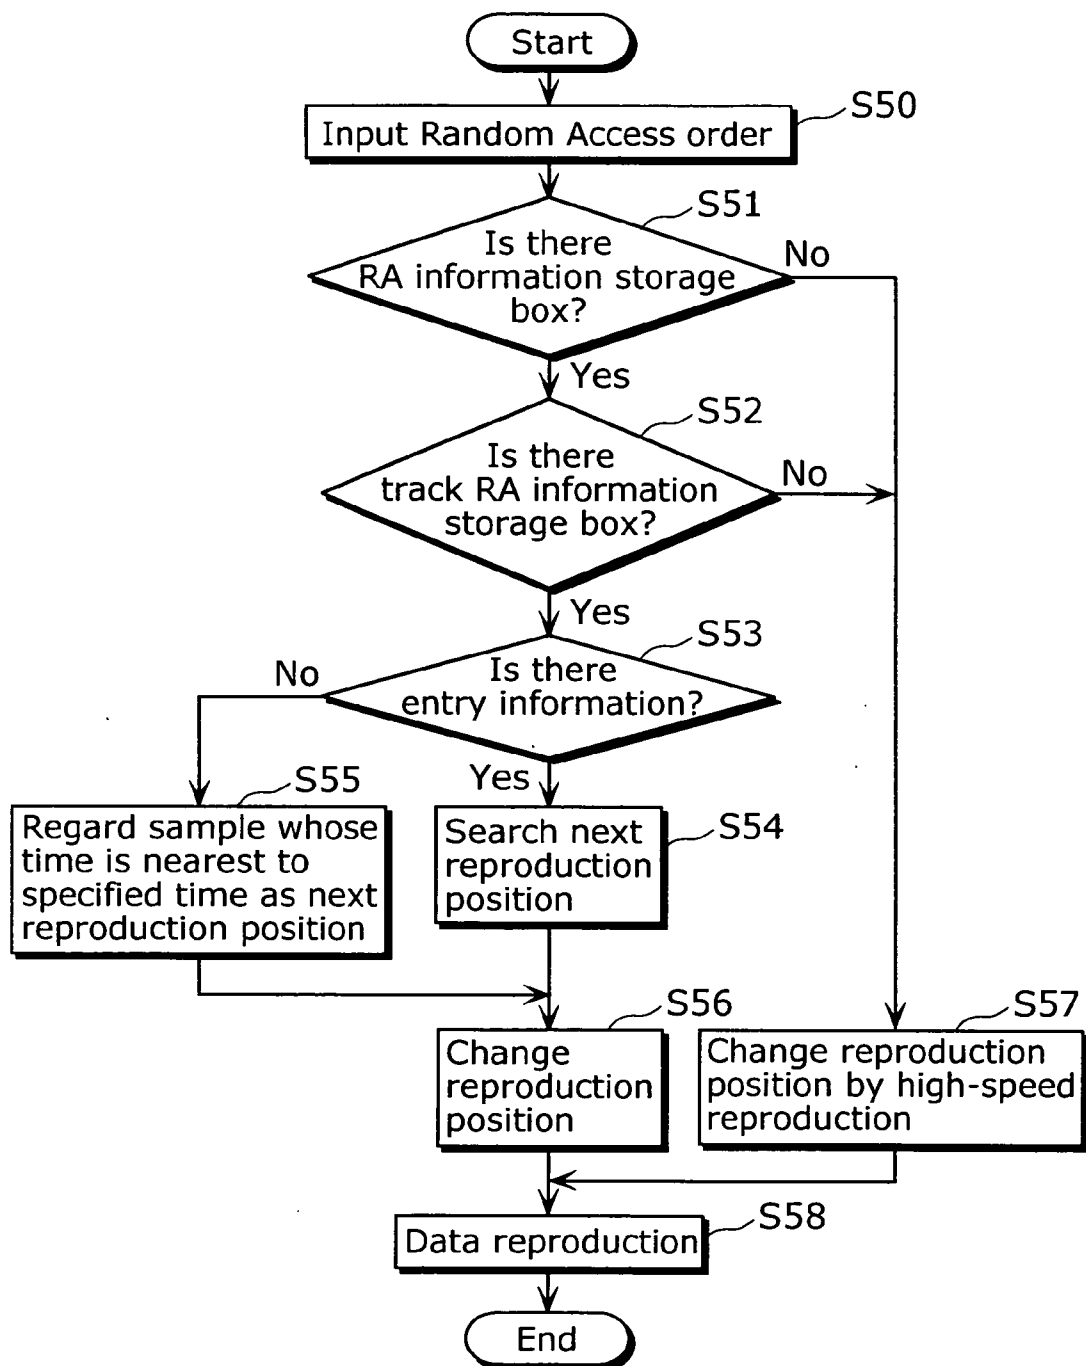 Start
Input Random Access order
S50
S51
Is there
RA information storage
box?
No
Yes
S52
Is there
track RA information
storage box?
No
Yes
S53
Is there
entry information?
No
Yes
S55
Regard sample whose
time is nearest to
specified time as next
reproduction position
S54
Search next
reproduction
position
S56
Change
reproduction
position
S57
Change reproduction
position by high-speed
reproduction
S58
Data reproduction
End